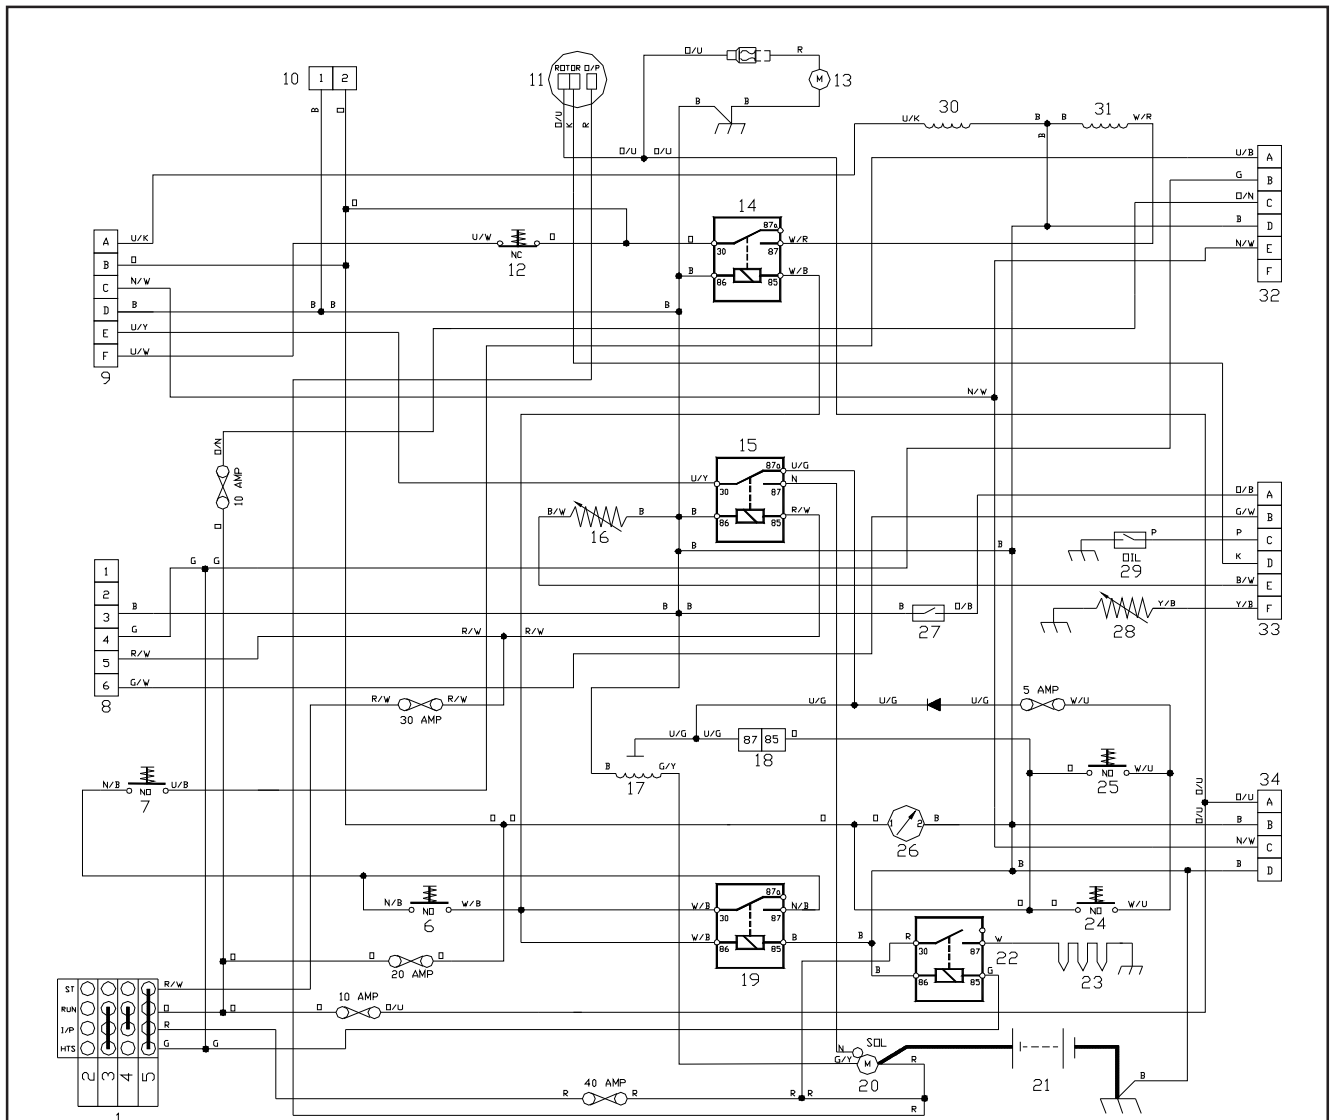 O/U R
ROTOR O/P
10 1 2
11
M 13
B O
O/U K R
B B
30 31
U/K B B W/R
B
O/U O/U
U/B A
G B
O/N C
B D
N/W E
F
32
O
14
87a
O 30 87 W/R
B 86 85 W/B
U/W O
NC
12
A U/K
B O
C N/W
D B B B B
E U/Y
F U/W
9
N/W
O/N
10 AMP
O
15
87a U/G
U/Y 30 87 N
B 86 85 R/W
B/W B
16
O/B A
G/W B
P P C
K D
B/W E
Y/B Y/B F
33
OIL
29
28
B B
G G
1
2
3 B B B B O/B
4 G
5 R/W R/W R/W
6 G/W
8
27
R/W R/W
30 AMP
U/G U/G U/G 5 AMP W/U
U/G U/G 87 85 O
18
B G/Y
17
N/B U/B
NO
7
O W/U
NO
25
34
O/U
O/U
O/U A
B B
N/W C
B D
O O O O 1 2 B
26
B
N/B W/B
NO
6
19
87a
W/B 30 87 N/B
W/B 86 85 B
B
O O W/U
NO
24
R 30 87 W
B 86 85 G
22
23
O O O
20 AMP
ST R/W
RUN O O O 10 AMP O/U
I/P R
HTS G G
2 3 4 5
1
N SOL
G/Y M R
20
21
B
R 40 AMP R R R
R